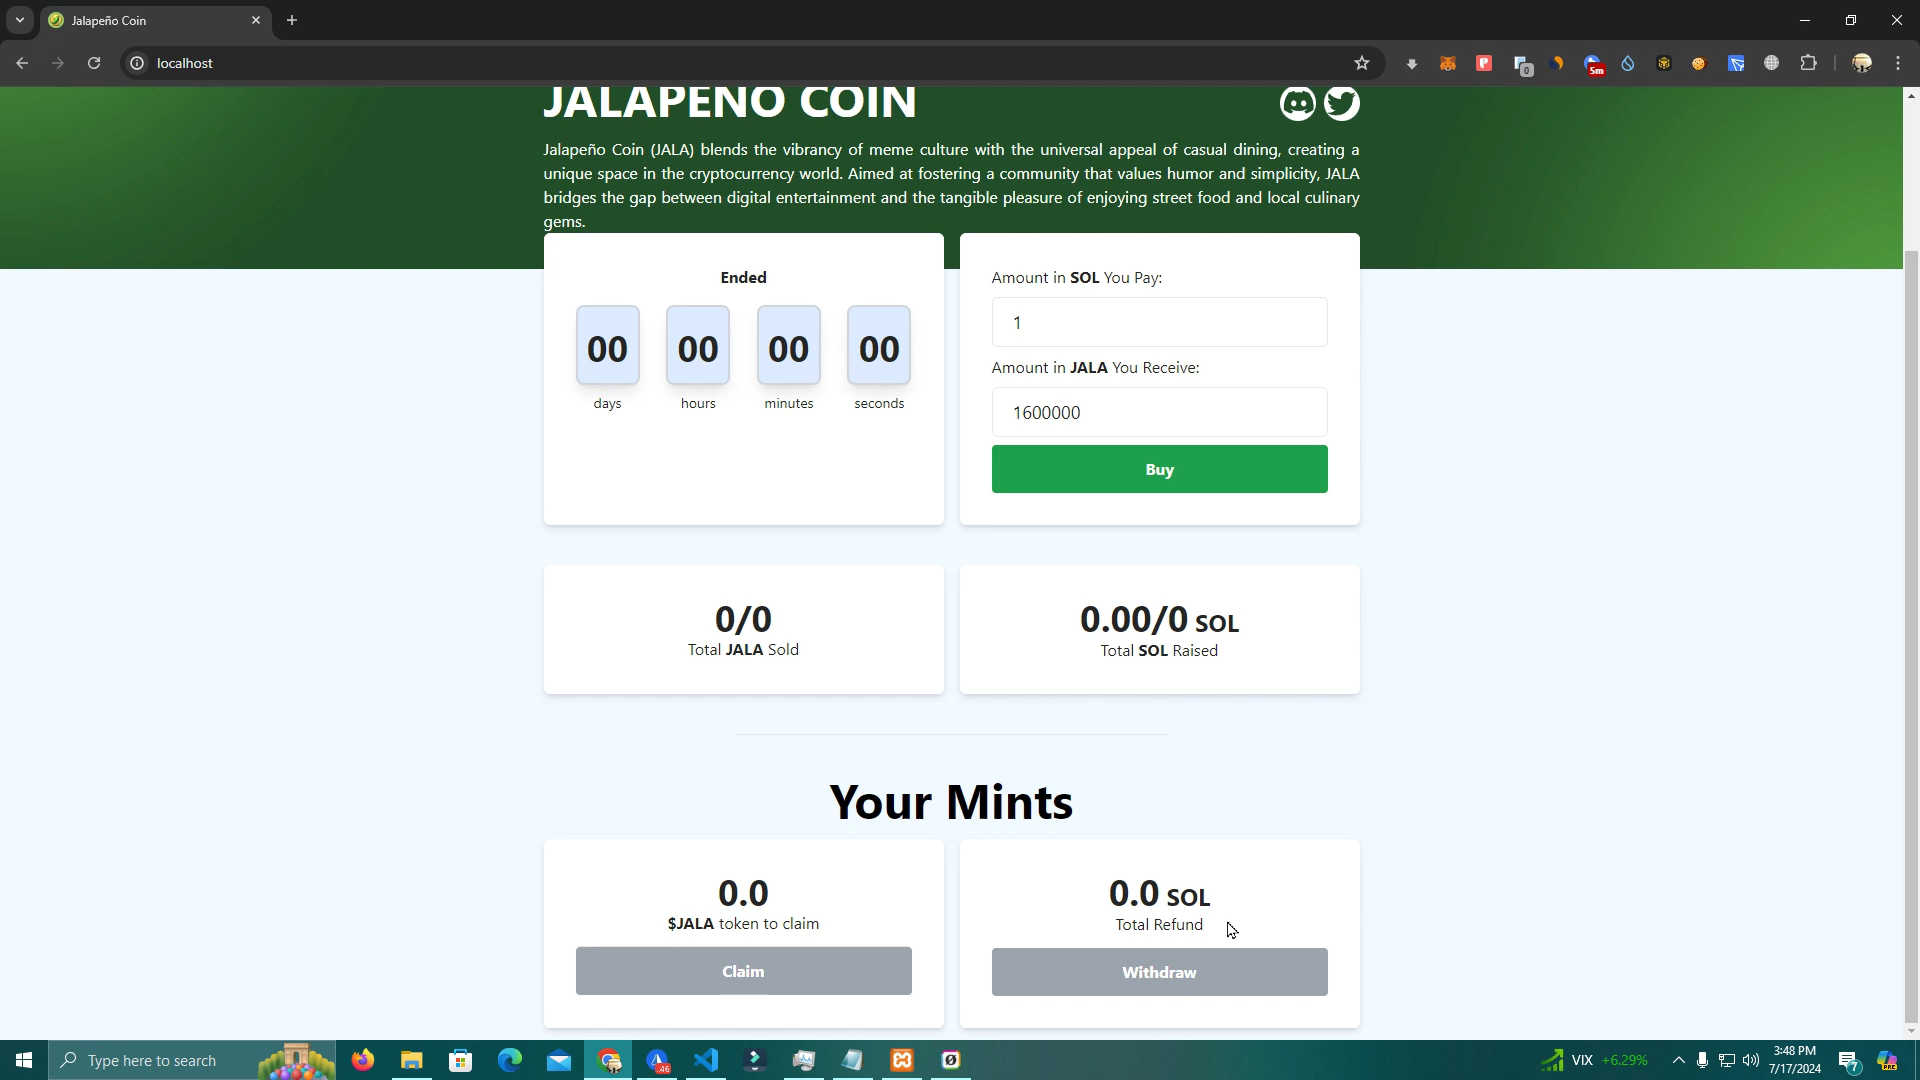 Jalapeño Coin
localhost
0
5m
JALAPEÑO COIN
Jalapeño Coin (JALA) blends the vibrancy of meme culture with the universal appeal of casual dining, creating a
unique space in the cryptocurrency world. Aimed at fostering a community that values humor and simplicity, JALA
bridges the gap between digital entertainment and the tangible pleasure of enjoying street food and local culinary
gems.
Ended
00 00 00 00
days hours minutes seconds
Amount in SOL You Pay:
1
Amount in JALA You Receive:
1600000
Buy
0/0
Total JALA Sold
0.00/0 SOL
Total SOL Raised
Your Mints
0.0
$JALA token to claim
Claim
0.0 SOL
Total Refund
Withdraw
Type here to search
46
VIX +6.29%
3:48 PM
7/17/2024
7
PRE